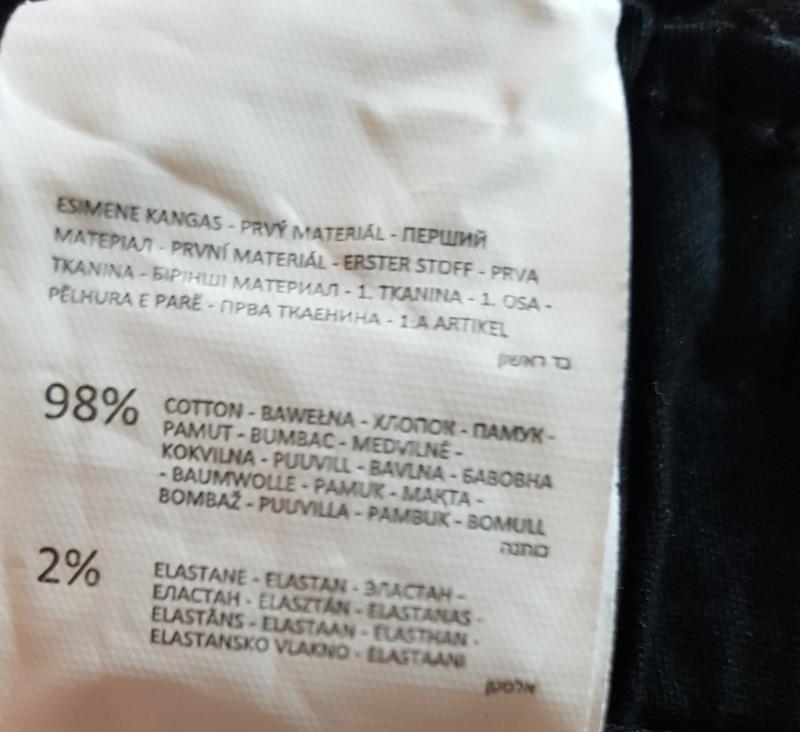 ESIMENE KANGAS - PRVÝ MATERIÁL - ПЕРШИЙ
МАТЕРІАЛ - PRVNÍ MATERIÁL - ERSTER STOFF - PRVA
TKANINA - БІРІНШІ МАТЕРИАЛ - 1. TKANINA - 1. OSA -
PËLHURA E PARË - ПРВА ТКАЕНИНА - 1:A ARTIKEL
בד ראשון
98% COTTON - BAWEŁNA - ХЛОПОК - ПАМУК -
PAMUT - BUMBAC - MEDVILNĖ -
KOKVILNA - PUUVILL - BAVLNA - БАВОВНА
- BAUMWOLLE - PAMUK - МАҚТА -
BOMBAŽ - PUUVILLA - PAMBUK - BOMULL
כותנה
2% ELASTANE - ELASTAN - ЭЛАСТАН -
ЕЛАСТАН - ELASZTÁN - ELASTANAS -
ELASTĀNS - ELASTAAN - ELASTHAN -
ELASTANSKO VLAKNO - ELASTAANI
אלסטן